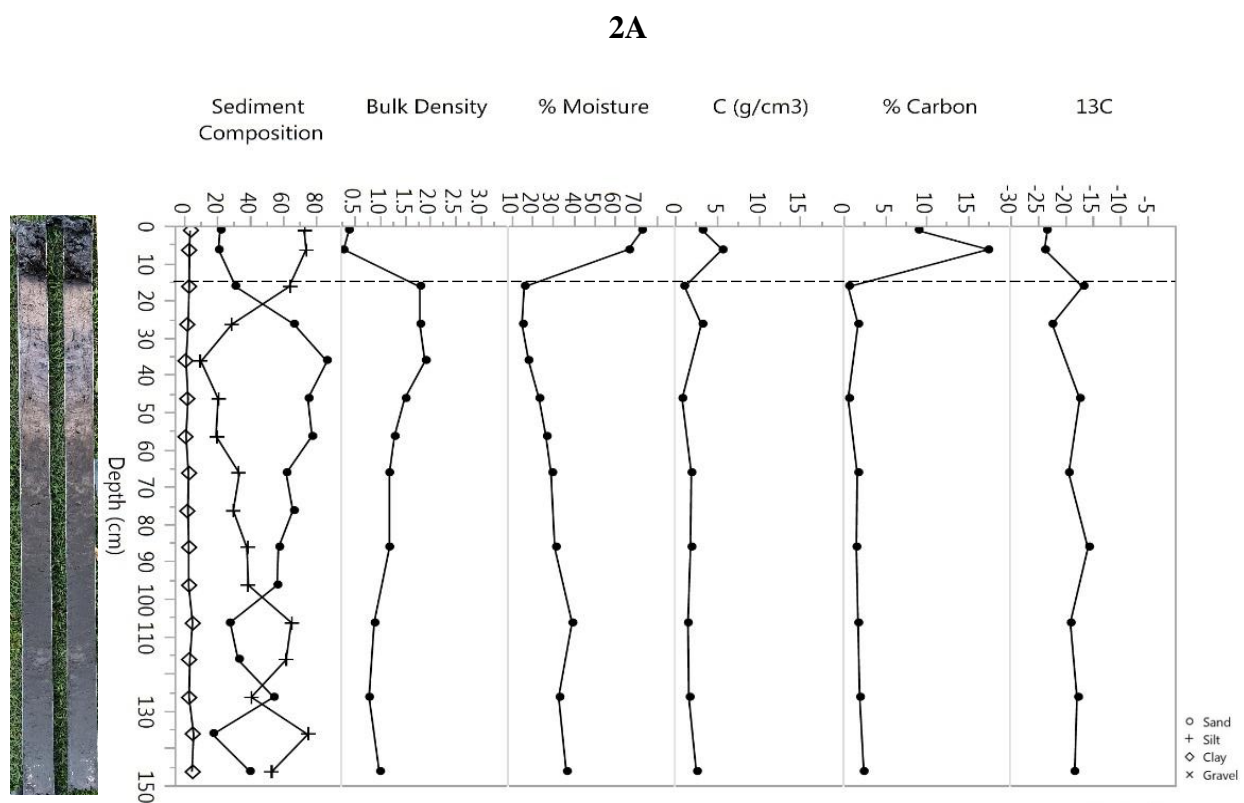 2A
Sediment
Composition
Bulk Density
% Moisture
C (g/cm3)
% Carbon
13C
0 20 40 60 80
0.5 1.0 1.5 2.0 2.5 3.0
10 20 30 40 50 60 70
0 5 10 15
0 5 10 15
-30 -25 -20 -15 -10 -5
0
10
20
30
40
50
60
70
80
90
100
110
130
150
Depth (cm)
Sand
Silt
Clay
Gravel